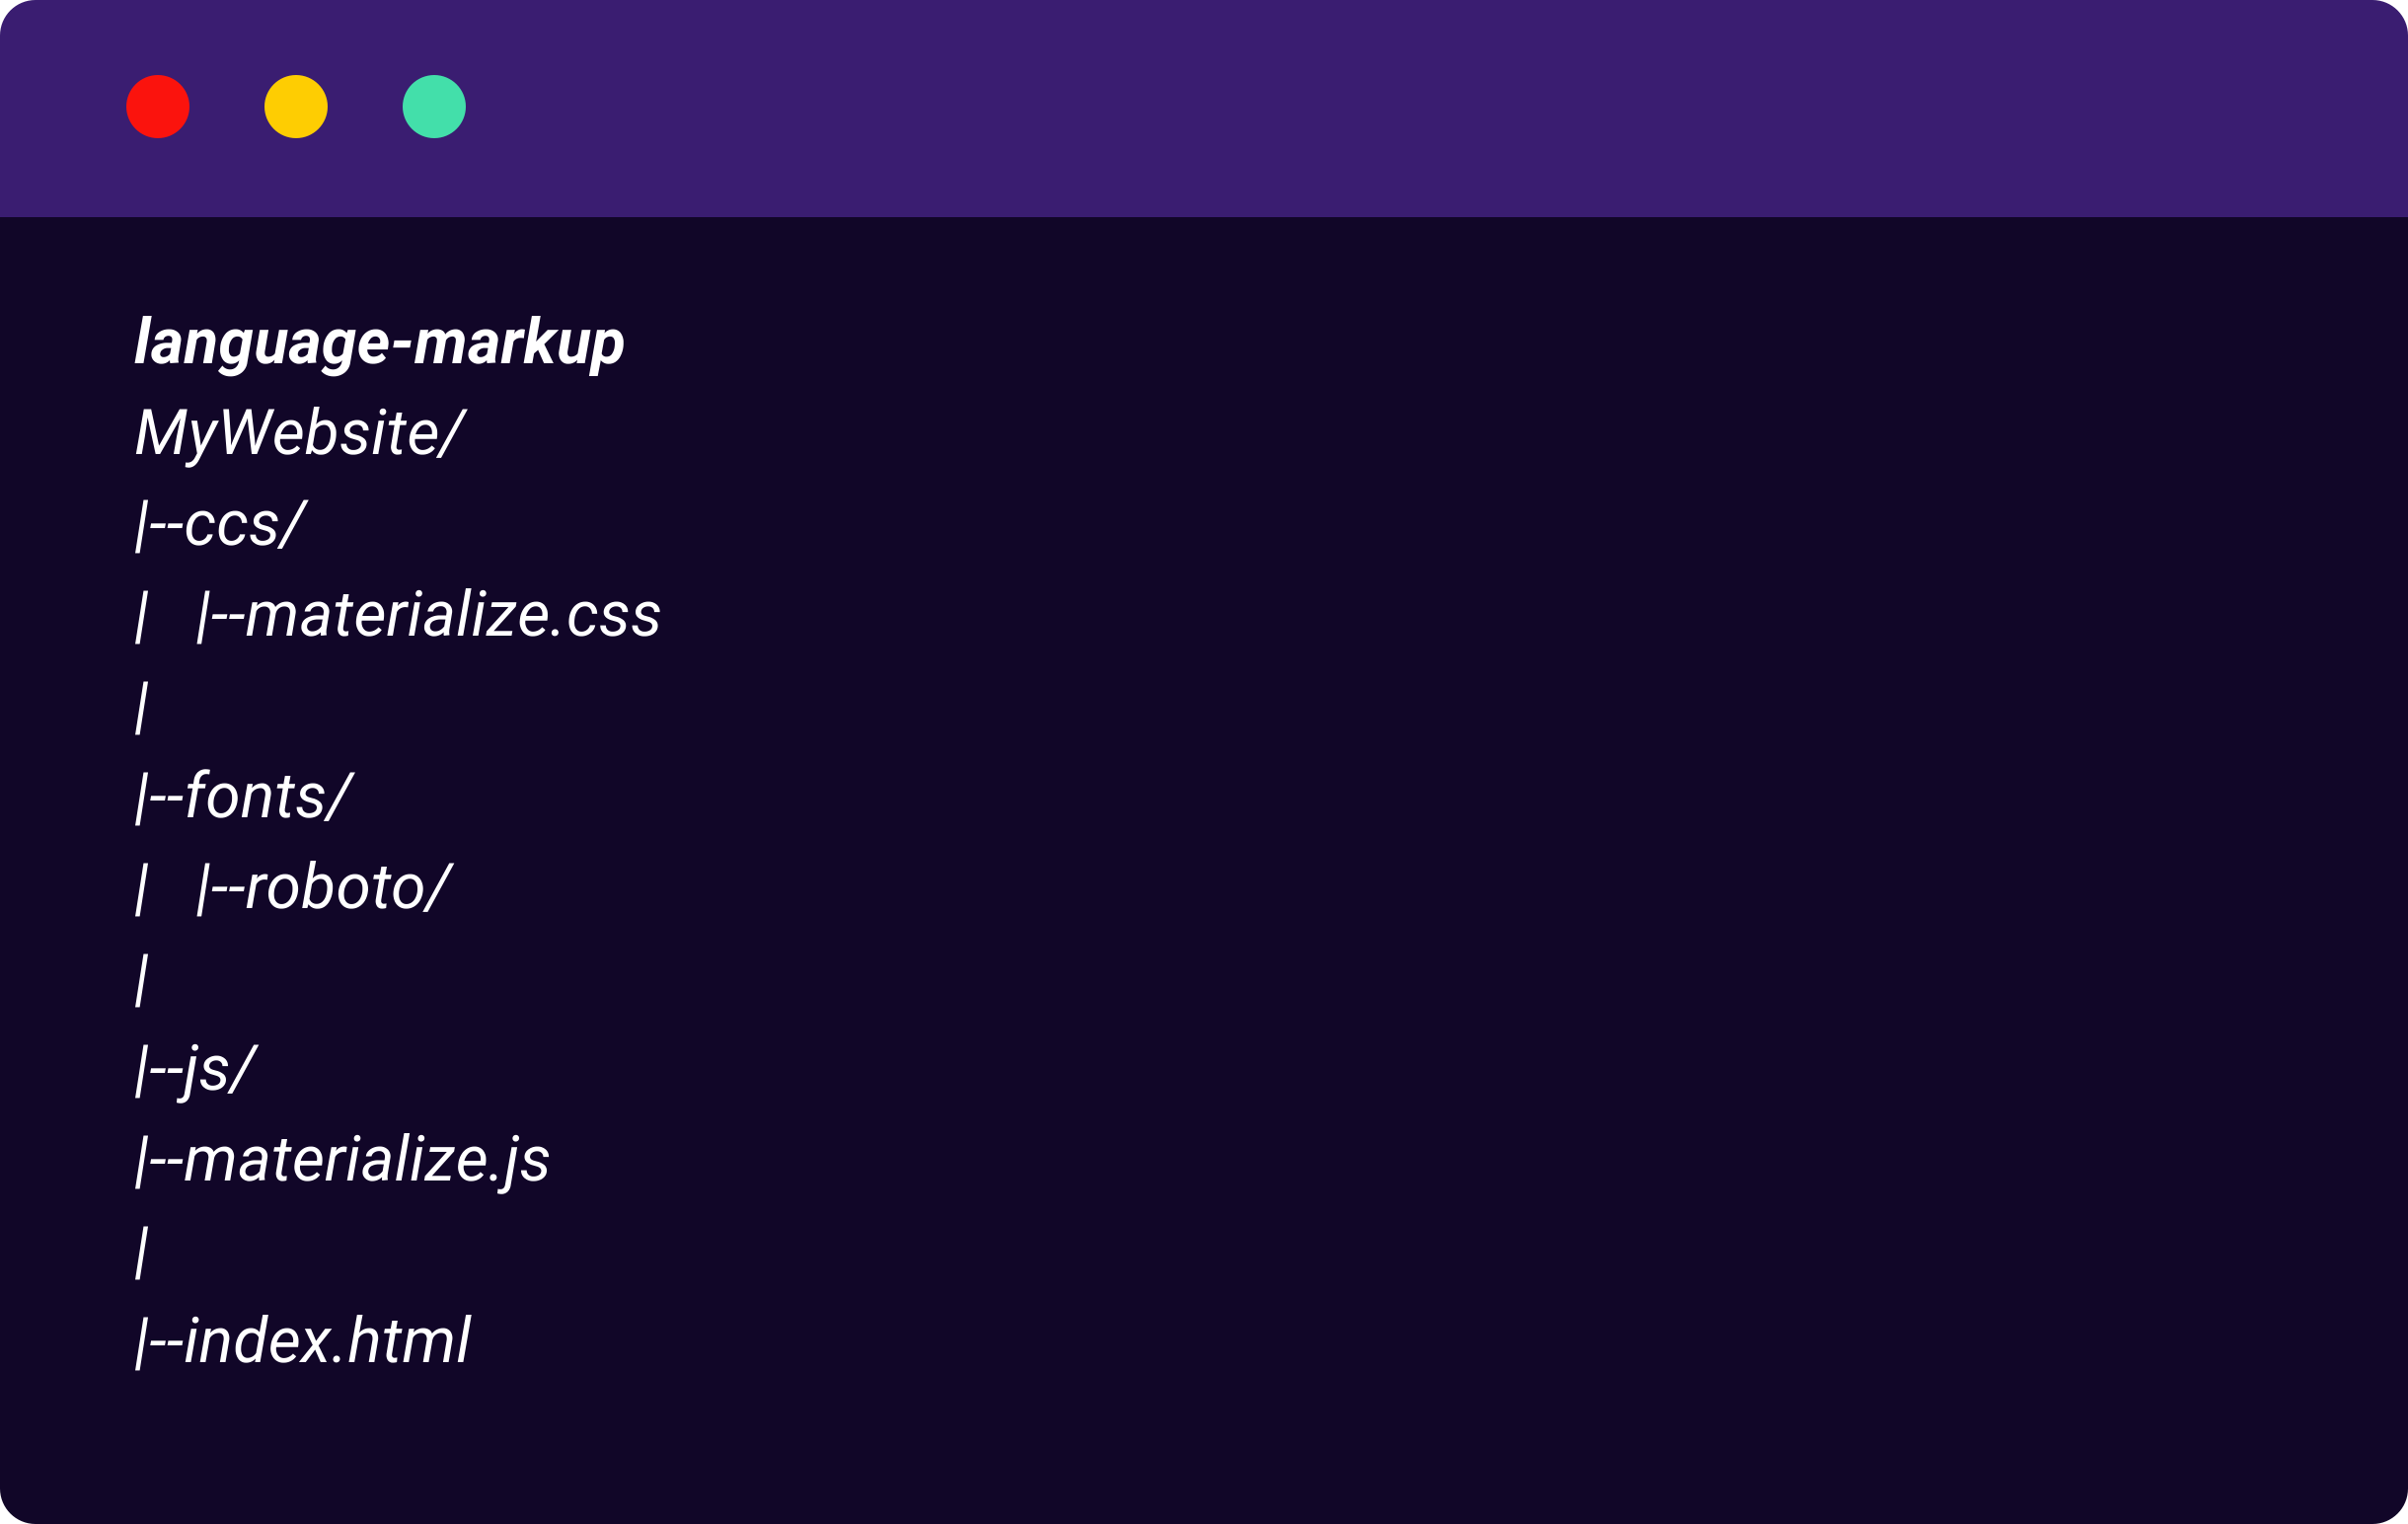 language-markup
MyWebsite/
|--ccs/
|   |--materialize.css
|
|--fonts/
|   |--roboto/
|
|--js/
|--materialize.js
|
|--index.html